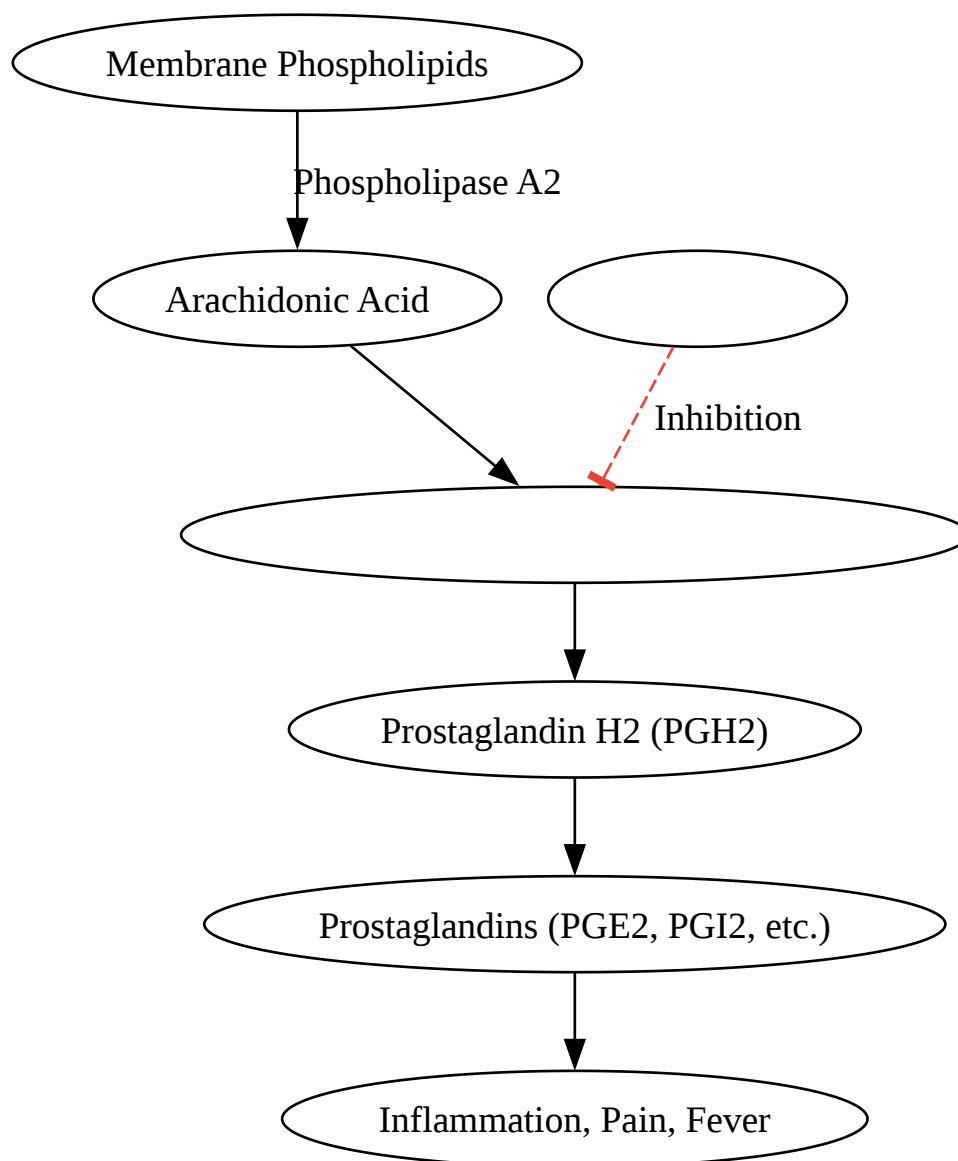 Membrane Phospholipids
Phospholipase A2
Arachidonic Acid
Inhibition
Prostaglandin H2 (PGH2)
Prostaglandins (PGE2, PGI2, etc.)
Inflammation, Pain, Fever